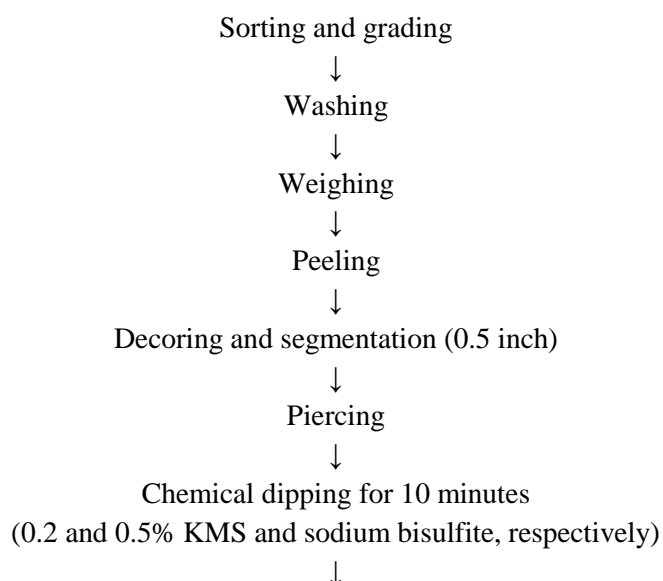 Sorting and grading
↓
Washing
↓
Weighing
↓
Peeling
↓
Decoring and segmentation (0.5 inch)
↓
Piercing
↓
Chemical dipping for 10 minutes
(0.2 and 0.5% KMS and sodium bisulfite, respectively)
↓